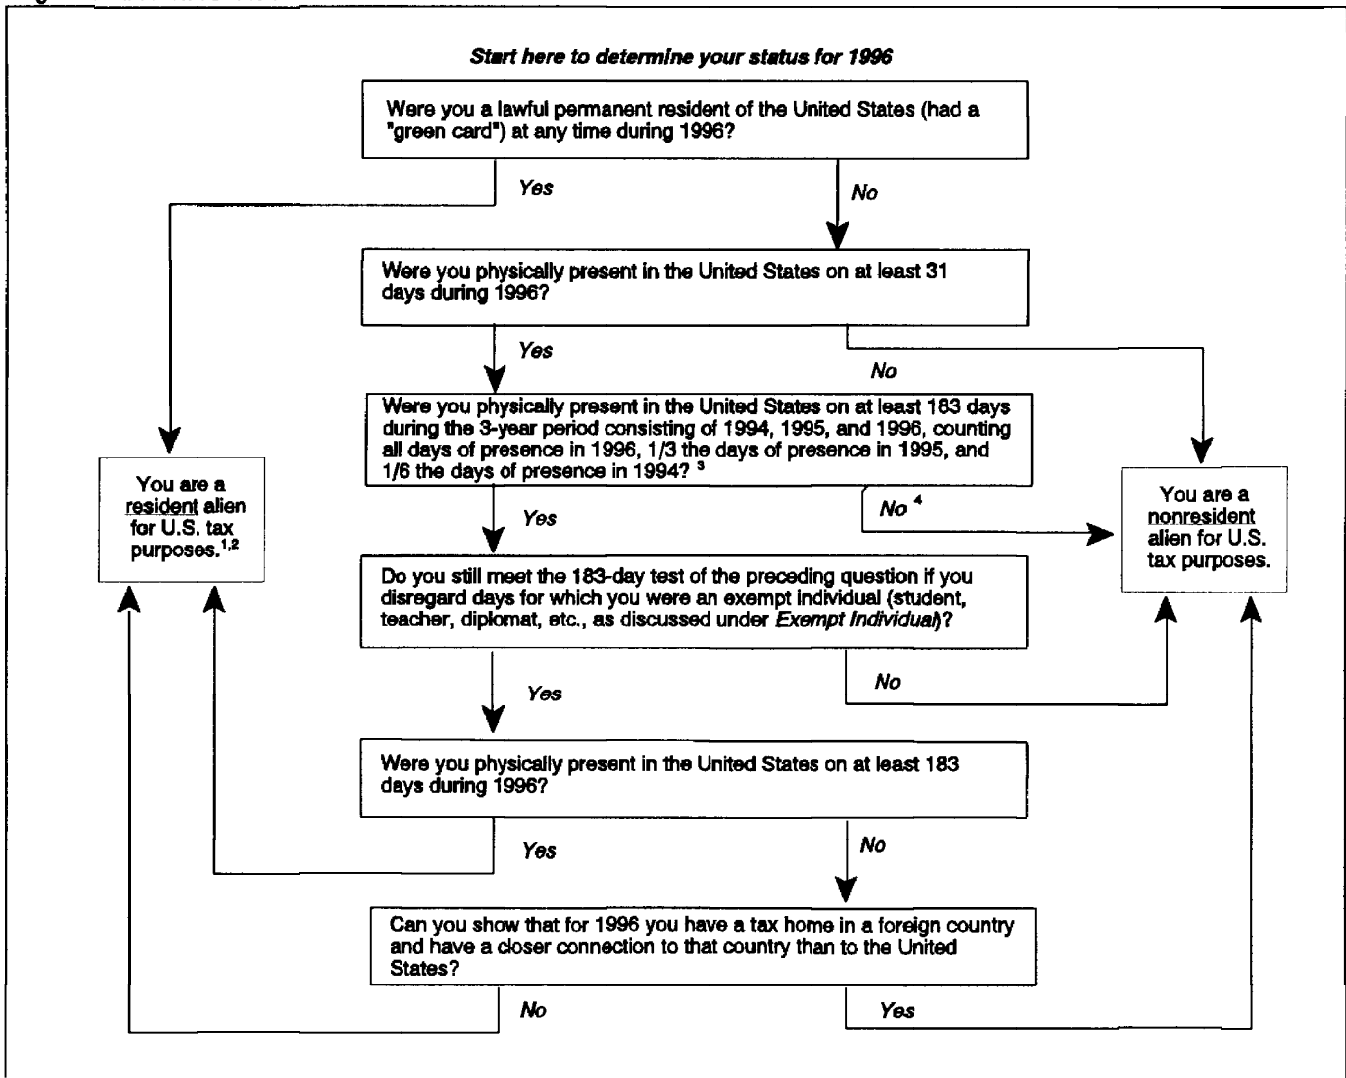 Start here to determine your status for 1996
Were you a lawful permanent resident of the United States (had a
"green card") at any time during 1996?
Yes
No
Were you physically present in the United States on at least 31
days during 1996?
Yes
No
Were you physically present in the United States on at least 183 days
during the 3-year period consisting of 1994, 1995, and 1996, counting
all days of presence in 1996, 1/3 the days of presence in 1995, and
1/6 the days of presence in 1994? 3
You are a
resident alien
for U.S. tax
purposes.1,2
Yes
No 4
You are a
nonresident
alien for U.S.
tax purposes.
Do you still meet the 183-day test of the preceding question if you
disregard days for which you were an exempt individual (student,
teacher, diplomat, etc., as discussed under Exempt Individual)?
Yes
No
Were you physically present in the United States on at least 183
days during 1996?
Yes
No
Can you show that for 1996 you have a tax home in a foreign country
and have a closer connection to that country than to the United
States?
No
Yes